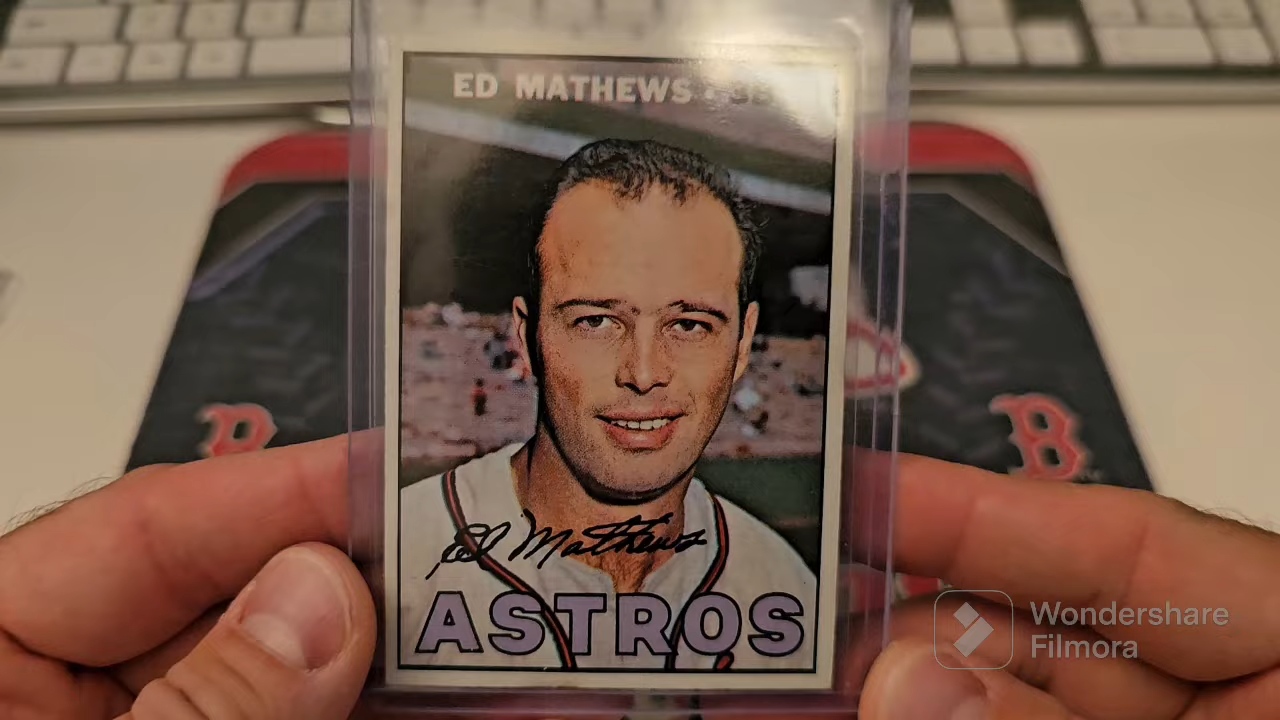 ED MATHEWS •
Ed Mathews
ASTROS
B
B
Wondershare
Filmora